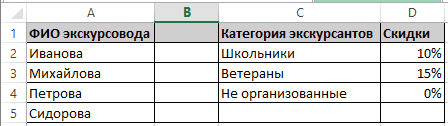 A B C D
1 ФИО экскурсовода Категория экскурсантов Скидки
2 Иванова Школьники 10%
3 Михайлова Ветераны 15%
4 Петрова Не организованные 0%
5 Сидорова